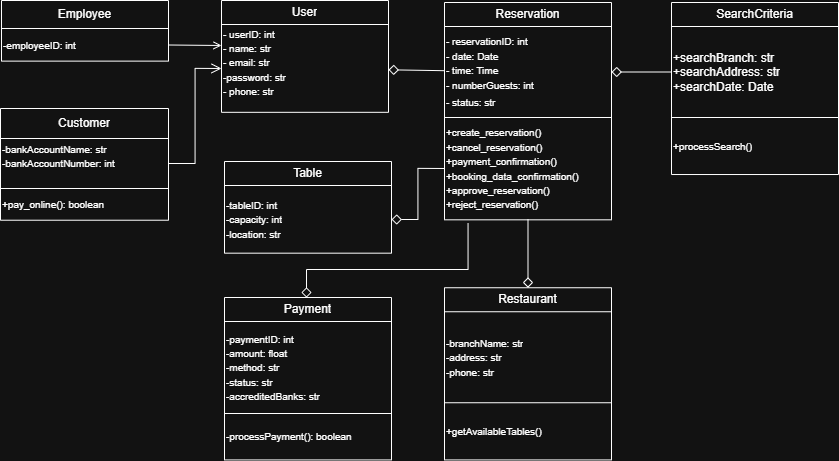 Employee
-employeeID: int
Customer
-bankAccountName: str
-bankAccountNumber: int
+pay_online(): boolean
User
- userID: int
- name: str
- email: str
-password: str
- phone: str
Table
-tableID: int
-capacity: int
-location: str
Payment
-paymentID: int
-amount: float
-method: str
-status: str
-accreditedBanks: str
-processPayment(): boolean
Reservation
- reservationID: int
- date: Date
- time: Time
- numberGuests: int
- status: str
+create_reservation()
+cancel_reservation()
+payment_confirmation()
+booking_data_confirmation()
+approve_reservation()
+reject_reservation()
Restaurant
-branchName: str
-address: str
-phone: str
+getAvailableTables()
SearchCriteria
+searchBranch: str
+searchAddress: str
+searchDate: Date
+processSearch()